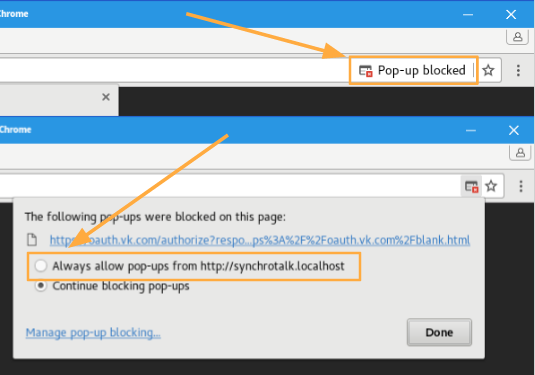 Chrome
Pop-up blocked
Chrome
The following pop-ups were blocked on this page:
https://oauth.vk.com/authorize?respo...ps%3A%2F%2Foauth.vk.com%2Fblank.html
Always allow pop-ups from http://synchrotalk.localhost
Continue blocking pop-ups
Manage pop-up blocking...
Done